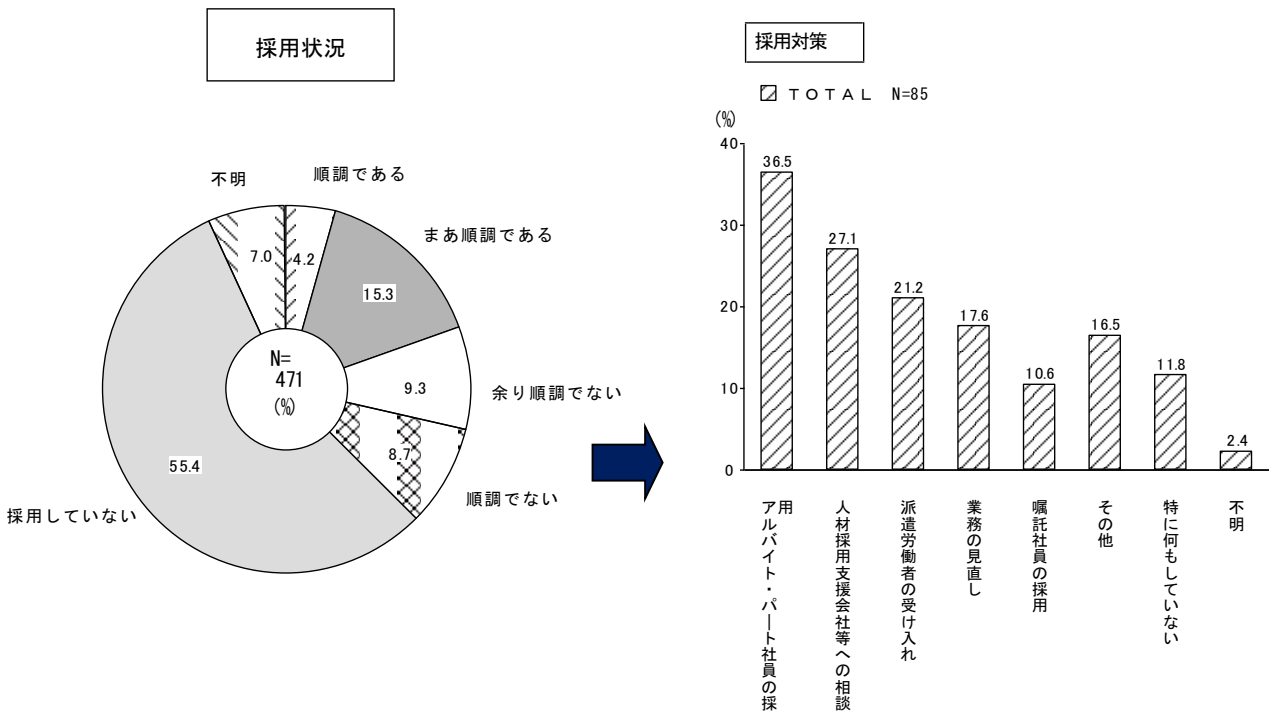 採用状況
不明
順調である
まあ順調である
7.0
4.2
15.3
N=
471
(%)
9.3
余り順調でない
8.7
順調でない
55.4
採用していない
採用対策
TOTAL N=85
(%)
40
30
20
10
0
36.5
27.1
21.2
17.6
10.6
16.5
11.8
2.4
アルバイト・パート社員の採
用
人材採用支援会社等への相談
派遣労働者の受け入れ
業務の見直し
嘱託社員の採用
その他
特に何もしていない
不明